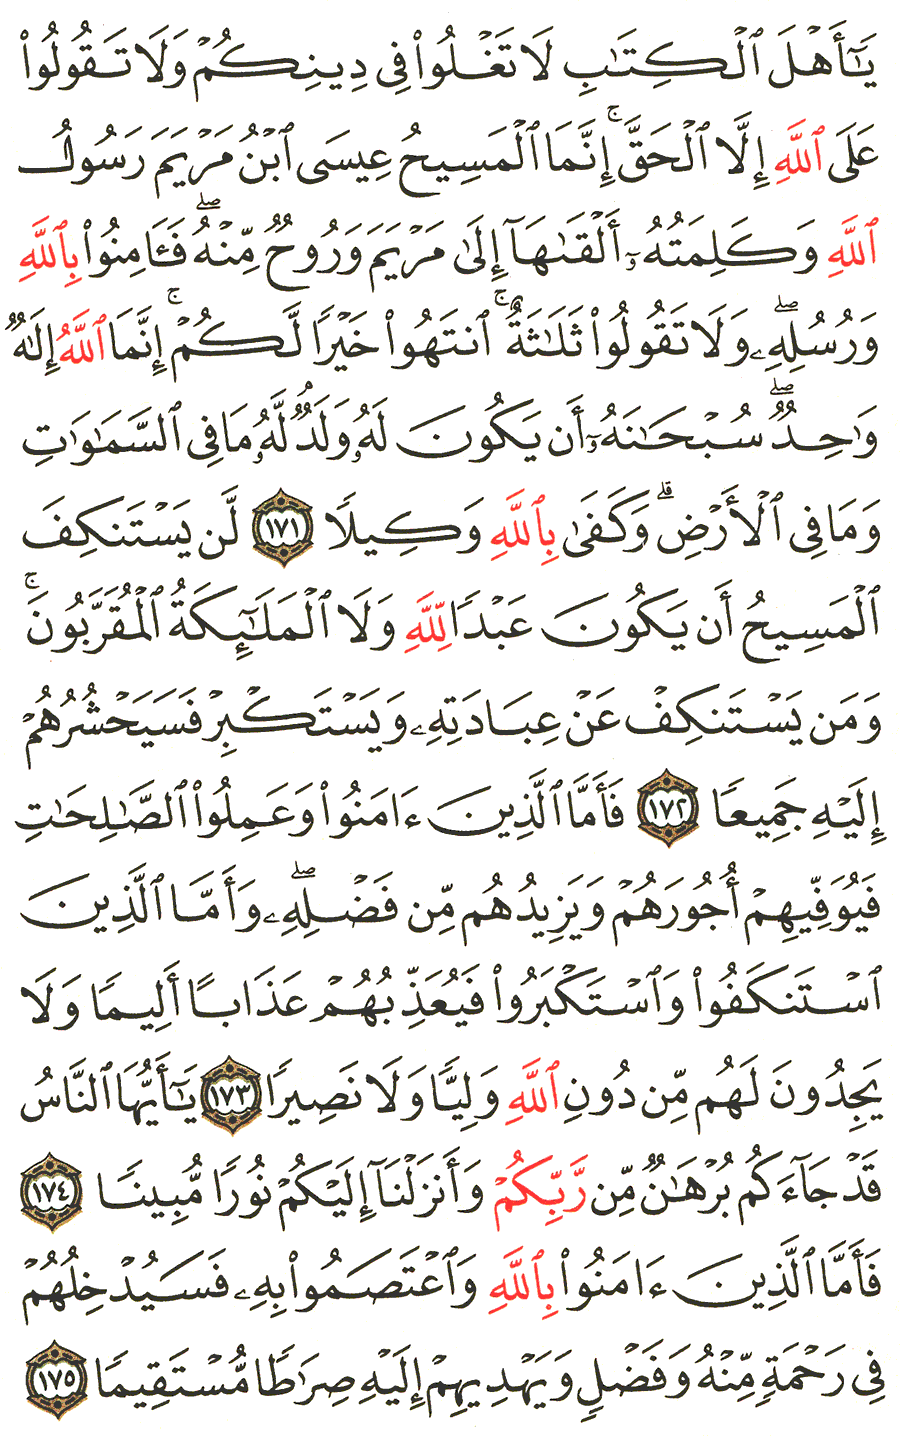 يَـٰٓأَهْلَ ٱلْكِتَـٰبِ لَا تَغْلُوا۟ فِى دِينِكُمْ وَلَا تَقُولُوا۟
عَلَى ٱللَّهِ إِلَّا ٱلْحَقَّ ۚ إِنَّمَا ٱلْمَسِيحُ عِيسَى ٱبْنُ مَرْيَمَ رَسُولُ
ٱللَّهِ وَكَلِمَتُهُۥٓ أَلْقَىٰهَآ إِلَىٰ مَرْيَمَ وَرُوحٌ مِّنْهُ ۖ فَـَٔامِنُوا۟ بِٱللَّهِ
وَرُسُلِهِۦ ۖ وَلَا تَقُولُوا۟ ثَلَـٰثَةٌ ۚ ٱنتَهُوا۟ خَيْرًا لَّكُمْ ۚ إِنَّمَا ٱللَّهُ إِلَـٰهٌ
وَٰحِدٌ ۖ سُبْحَـٰنَهُۥٓ أَن يَكُونَ لَهُۥ وَلَدٌ ۘ لَّهُۥ مَا فِى ٱلسَّمَـٰوَٰتِ
وَمَا فِى ٱلْأَرْضِ ۗ وَكَفَىٰ بِٱللَّهِ وَكِيلًا ١٧١ لَّن يَسْتَنكِفَ
ٱلْمَسِيحُ أَن يَكُونَ عَبْدًا لِّلَّهِ وَلَا ٱلْمَلَـٰٓئِكَةُ ٱلْمُقَرَّبُونَ ۚ
وَمَن يَسْتَنكِفْ عَنْ عِبَادَتِهِۦ وَيَسْتَكْبِرْ فَسَيَحْشُرُهُمْ
إِلَيْهِ جَمِيعًا ١٧٢ فَأَمَّا ٱلَّذِينَ ءَامَنُوا۟ وَعَمِلُوا۟ ٱلصَّـٰلِحَـٰتِ
فَيُوَفِّيهِمْ أُجُورَهُمْ وَيَزِيدُهُم مِّن فَضْلِهِۦ ۖ وَأَمَّا ٱلَّذِينَ
ٱسْتَنكَفُوا۟ وَٱسْتَكْبَرُوا۟ فَيُعَذِّبُهُمْ عَذَابًا أَلِيمًا وَلَا
يَجِدُونَ لَهُم مِّن دُونِ ٱللَّهِ وَلِيًّا وَلَا نَصِيرًا ١٧٣ يَـٰٓأَيُّهَا ٱلنَّاسُ
قَدْ جَآءَكُم بُرْهَـٰنٌ مِّن رَّبِّكُمْ وَأَنزَلْنَآ إِلَيْكُمْ نُورًا مُّبِينًا ١٧٤
فَأَمَّا ٱلَّذِينَ ءَامَنُوا۟ بِٱللَّهِ وَٱعْتَصَمُوا۟ بِهِۦ فَسَيُدْخِلُهُمْ
فِى رَحْمَةٍ مِّنْهُ وَفَضْلٍ وَيَهْدِيهِمْ إِلَيْهِ صِرَٰطًا مُّسْتَقِيمًا ١٧٥